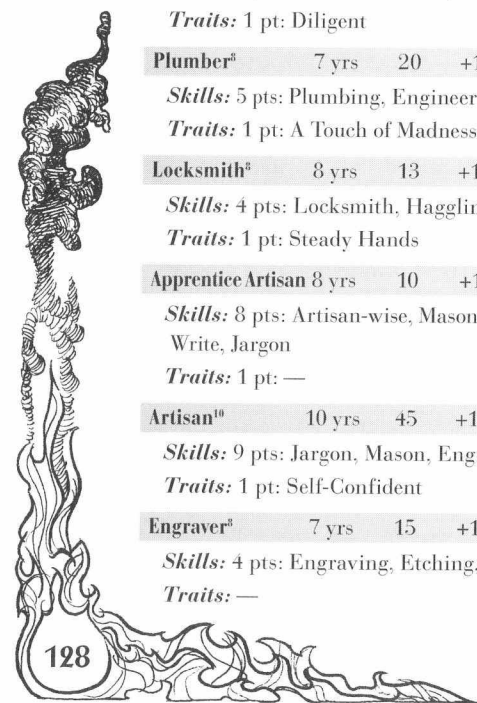 Traits: 1 pt: Diligent
Plumber⁸ 7 yrs 20 +1
Skills: 5 pts: Plumbing, Engineer
Traits: 1 pt: A Touch of Madness
Locksmith⁸ 8 yrs 13 +1
Skills: 4 pts: Locksmith, Hagglin
Traits: 1 pt: Steady Hands
Apprentice Artisan 8 yrs 10 +1
Skills: 8 pts: Artisan-wise, Mason
Write, Jargon
Traits: 1 pt: —
Artisan¹⁰ 10 yrs 45 +1
Skills: 9 pts: Jargon, Mason, Eng
Traits: 1 pt: Self-Confident
Engraver⁸ 7 yrs 15 +1
Skills: 4 pts: Engraving, Etching,
Traits: —
128